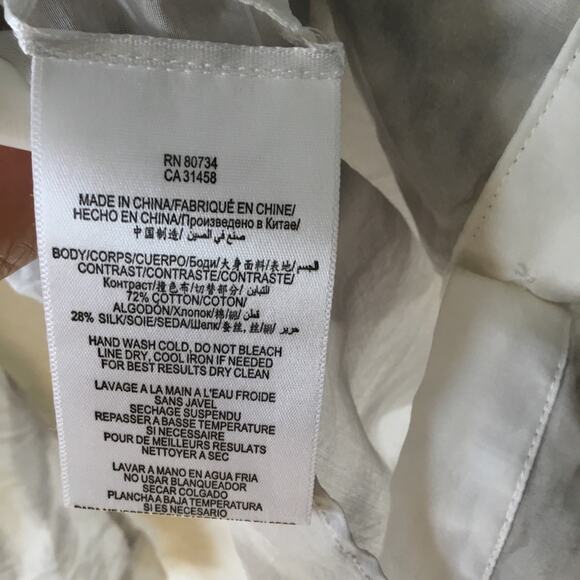 RN 80734
CA 31458
MADE IN CHINA/FABRIQUÉ EN CHINE/
HECHO EN CHINA/Произведено в Китае/
中国制造/ صنع في الصين/
BODY/CORPS/CUERPO/Боди/大身面料/表地/الجسم
CONTRAST/CONTRASTE/CONTRASTE/
Контраст/撞色布/切替部分/ التباين/
72% COTTON/COTON/
ALGODÓN/Хлопок/棉/綿/ قطن
28% SILK/SOIE/SEDA/Шелк/蚕丝, 丝/絹/ حرير
HAND WASH COLD, DO NOT BLEACH
LINE DRY, COOL IRON IF NEEDED
FOR BEST RESULTS DRY CLEAN
LAVAGE A LA MAIN A L'EAU FROIDE
SANS JAVEL
SECHAGE SUSPENDU
REPASSER A BASSE TEMPERATURE
SI NECESSAIRE
POUR DE MEILLEURS RESULATS
NETTOYER A SEC
LAVAR A MANO EN AGUA FRIA
NO USAR BLANQUEADOR
SECAR COLGADO
PLANCHA A BAJA TEMPERATURA
SI ES NECESARIO